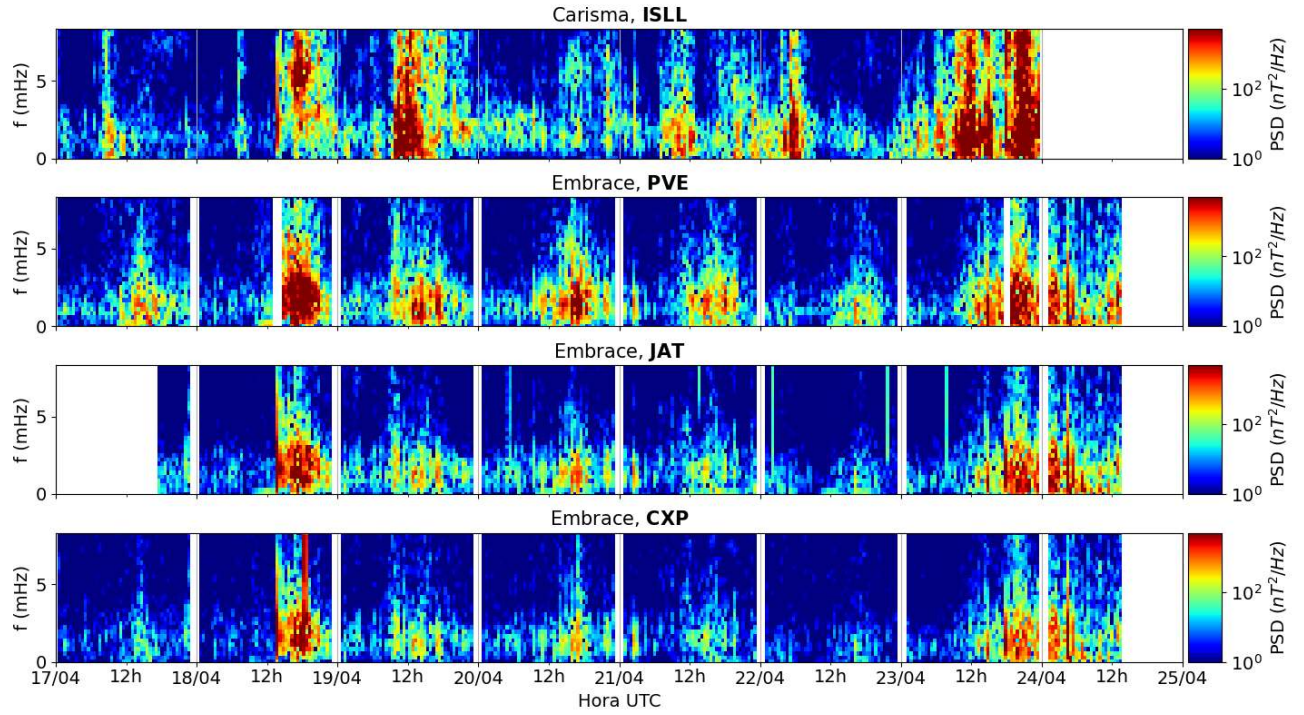 Carisma, ISLL
5
0
f (mHz)
10²
10⁰
PSD (nT²/Hz)
Embrace, PVE
5
0
f (mHz)
10²
10⁰
PSD (nT²/Hz)
Embrace, JAT
5
0
f (mHz)
10²
10⁰
PSD (nT²/Hz)
Embrace, CXP
5
0
f (mHz)
10²
10⁰
PSD (nT²/Hz)
17/04 12h 18/04 12h 19/04 12h 20/04 12h 21/04 12h 22/04 12h 23/04 12h 24/04 12h 25/04
Hora UTC